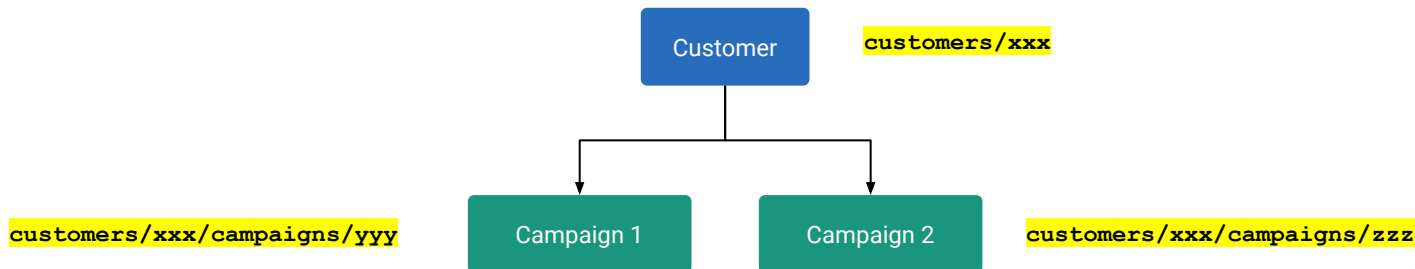 Customer
customers/xxx
customers/xxx/campaigns/yyy
Campaign 1
Campaign 2
customers/xxx/campaigns/zzz